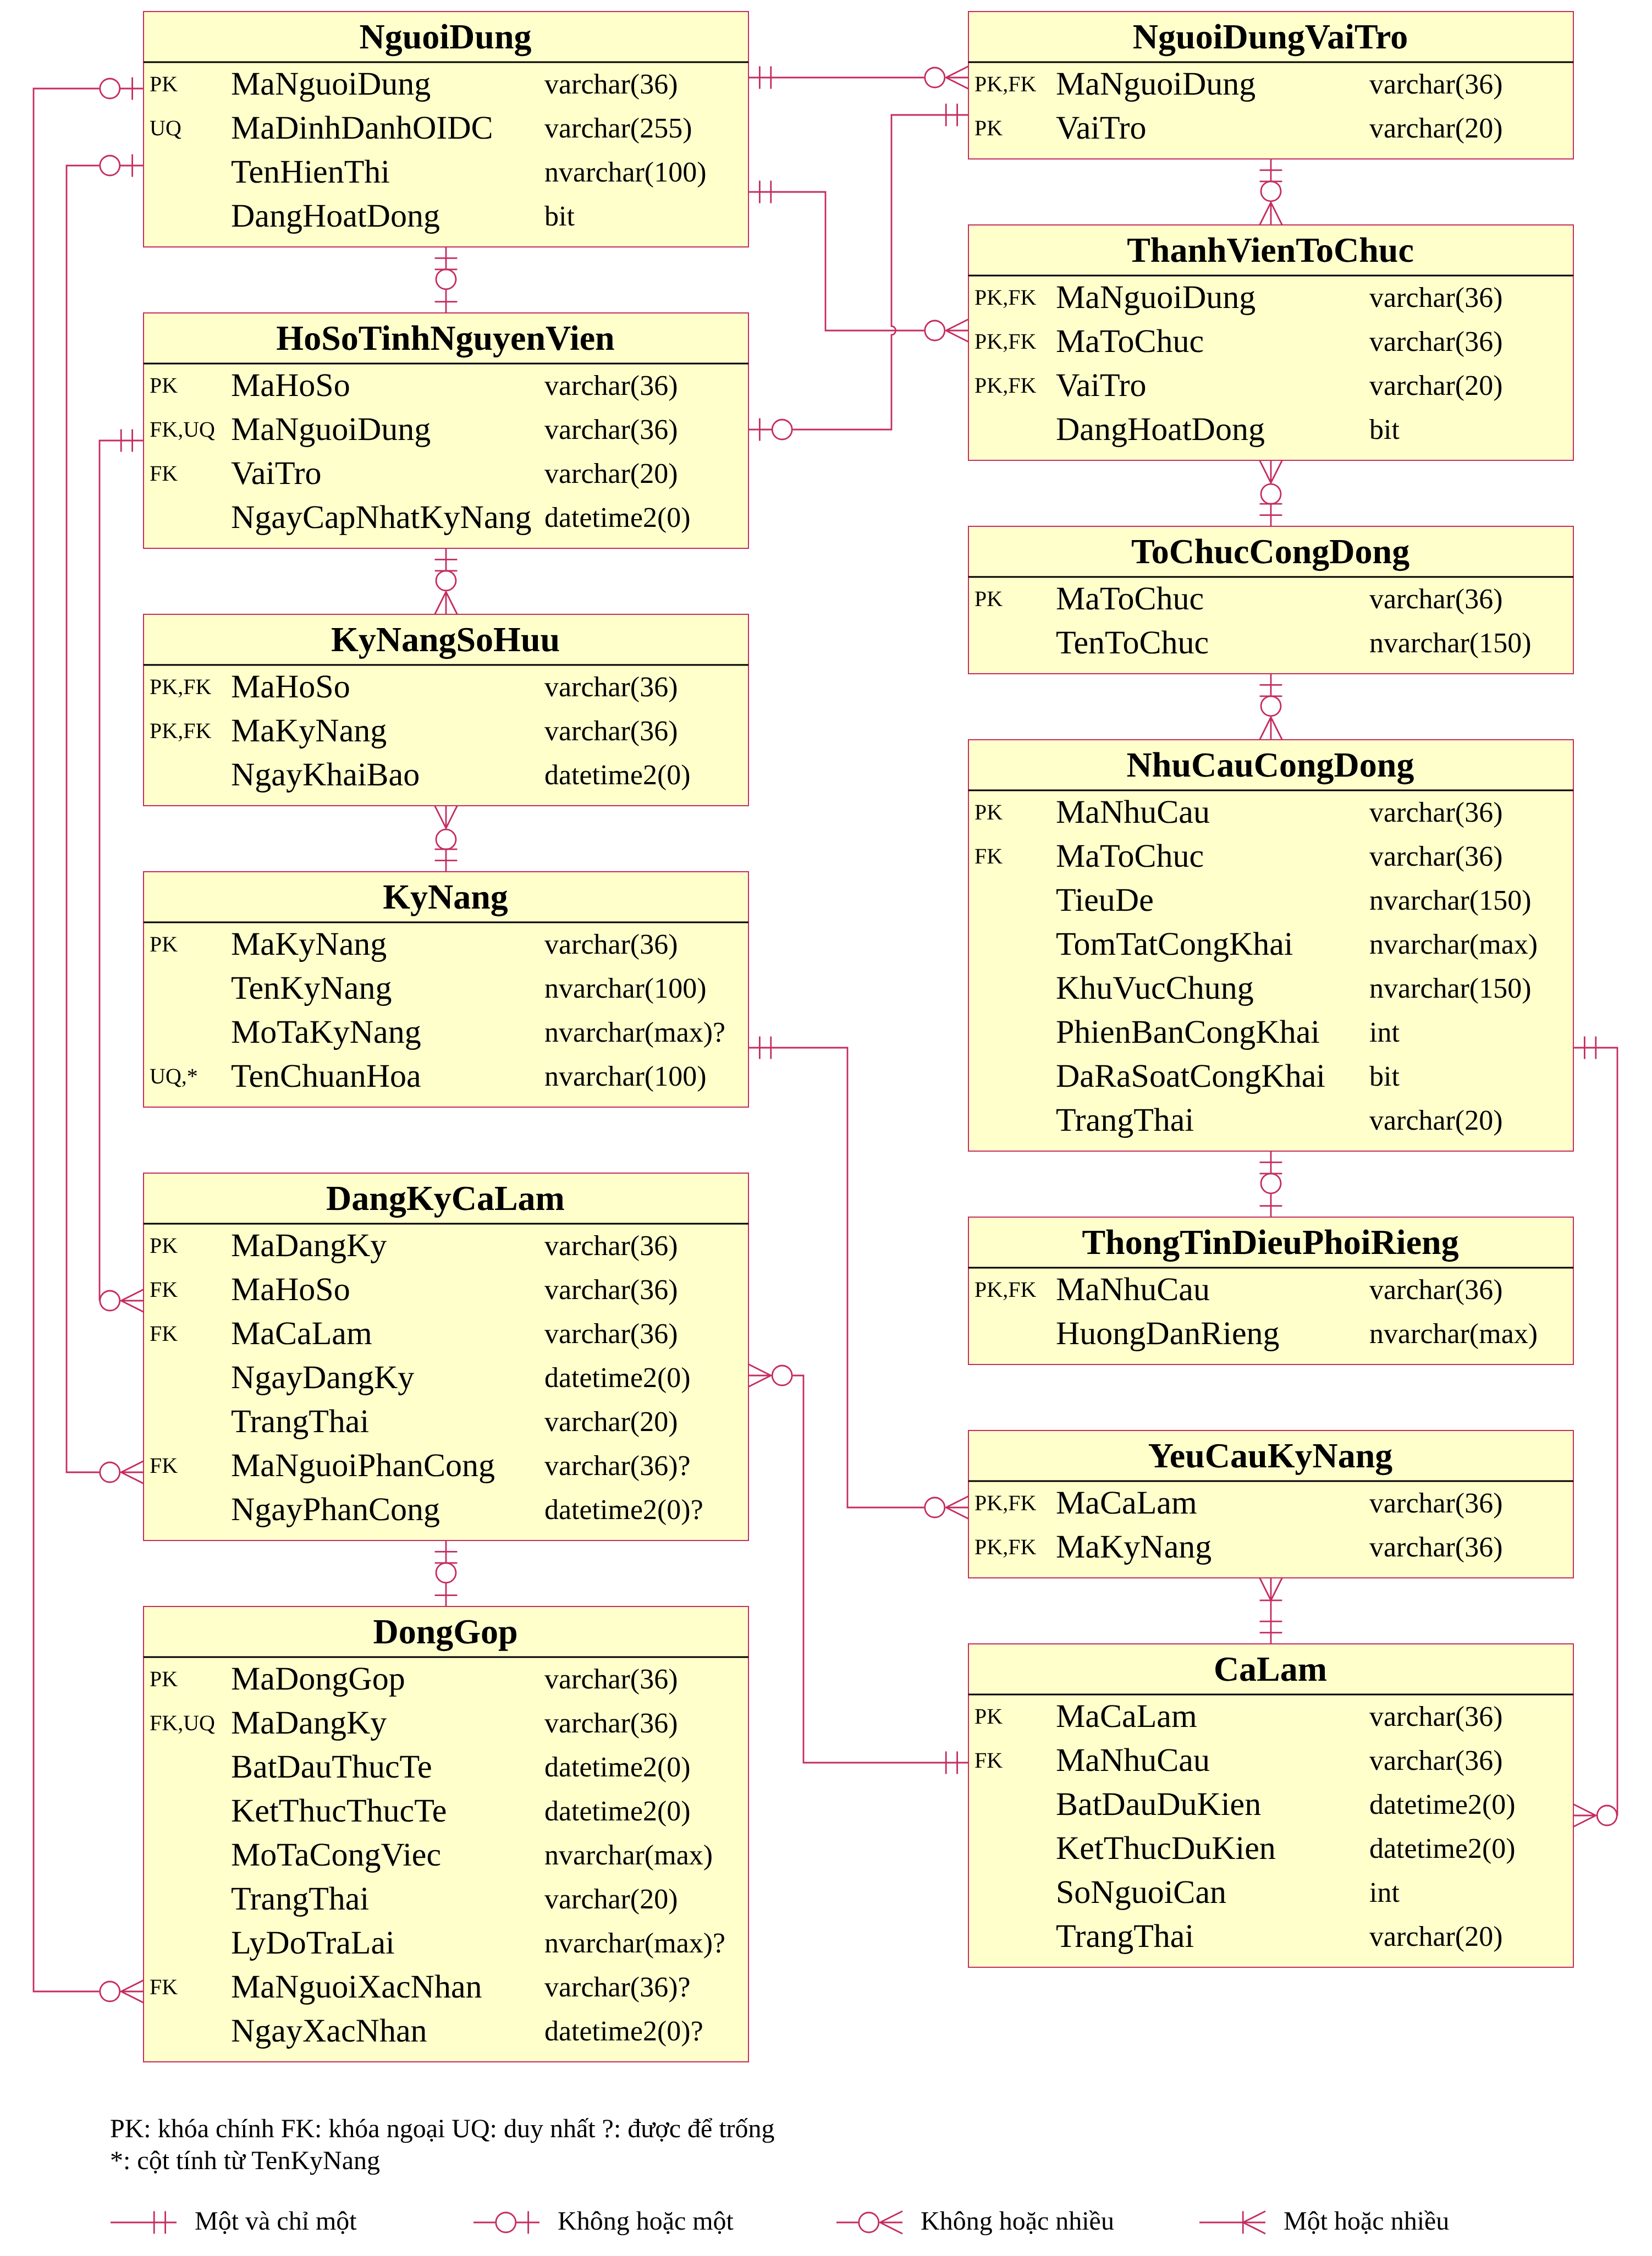 NguoiDung
PK MaNguoiDung varchar(36)
UQ MaDinhDanhOIDC varchar(255)
TenHienThi nvarchar(100)
DangHoatDong bit
HoSoTinhNguyenVien
PK MaHoSo varchar(36)
FK,UQ MaNguoiDung varchar(36)
FK VaiTro varchar(20)
NgayCapNhatKyNang datetime2(0)
KyNangSoHuu
PK,FK MaHoSo varchar(36)
PK,FK MaKyNang varchar(36)
NgayKhaiBao datetime2(0)
KyNang
PK MaKyNang varchar(36)
TenKyNang nvarchar(100)
MoTaKyNang nvarchar(max)?
UQ,* TenChuanHoa nvarchar(100)
DangKyCaLam
PK MaDangKy varchar(36)
FK MaHoSo varchar(36)
FK MaCaLam varchar(36)
NgayDangKy datetime2(0)
TrangThai varchar(20)
FK MaNguoiPhanCong varchar(36)?
NgayPhanCong datetime2(0)?
DongGop
PK MaDongGop varchar(36)
FK,UQ MaDangKy varchar(36)
BatDauThucTe datetime2(0)
KetThucThucTe datetime2(0)
MoTaCongViec nvarchar(max)
TrangThai varchar(20)
LyDoTraLai nvarchar(max)?
FK MaNguoiXacNhan varchar(36)?
NgayXacNhan datetime2(0)?
NguoiDungVaiTro
PK,FK MaNguoiDung varchar(36)
PK VaiTro varchar(20)
ThanhVienToChuc
PK,FK MaNguoiDung varchar(36)
PK,FK MaToChuc varchar(36)
PK,FK VaiTro varchar(20)
DangHoatDong bit
ToChucCongDong
PK MaToChuc varchar(36)
TenToChuc nvarchar(150)
NhuCauCongDong
PK MaNhuCau varchar(36)
FK MaToChuc varchar(36)
TieuDe nvarchar(150)
TomTatCongKhai nvarchar(max)
KhuVucChung nvarchar(150)
PhienBanCongKhai int
DaRaSoatCongKhai bit
TrangThai varchar(20)
ThongTinDieuPhoiRieng
PK,FK MaNhuCau varchar(36)
HuongDanRieng nvarchar(max)
YeuCauKyNang
PK,FK MaCaLam varchar(36)
PK,FK MaKyNang varchar(36)
CaLam
PK MaCaLam varchar(36)
FK MaNhuCau varchar(36)
BatDauDuKien datetime2(0)
KetThucDuKien datetime2(0)
SoNguoiCan int
TrangThai varchar(20)
PK: khóa chính FK: khóa ngoại UQ: duy nhất ?: được để trống
*: cột tính từ TenKyNang
Một và chỉ một
Không hoặc một
Không hoặc nhiều
Một hoặc nhiều